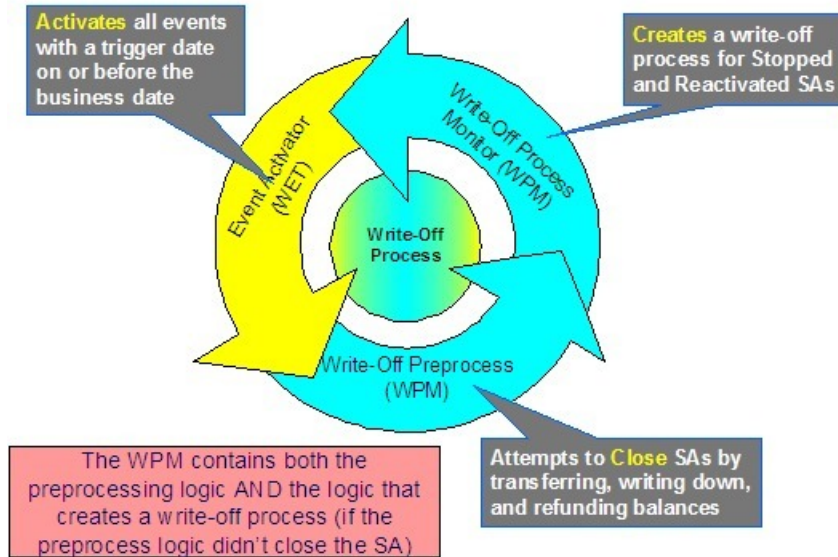 Activates all events
with a trigger date
on or before the
business date
Creates a write-off
process for Stopped
and Reactivated SAs
Event Activator
(WET)
Write-Off Process
Monitor (WPM)
Write-Off
Process
Write-Off Preprocess
(WPM)
Attempts to Close SAs by
transferring, writing down,
and refunding balances
The WPM contains both the
preprocessing logic AND the logic that
creates a write-off process (if the
preprocess logic didn't close the SA)